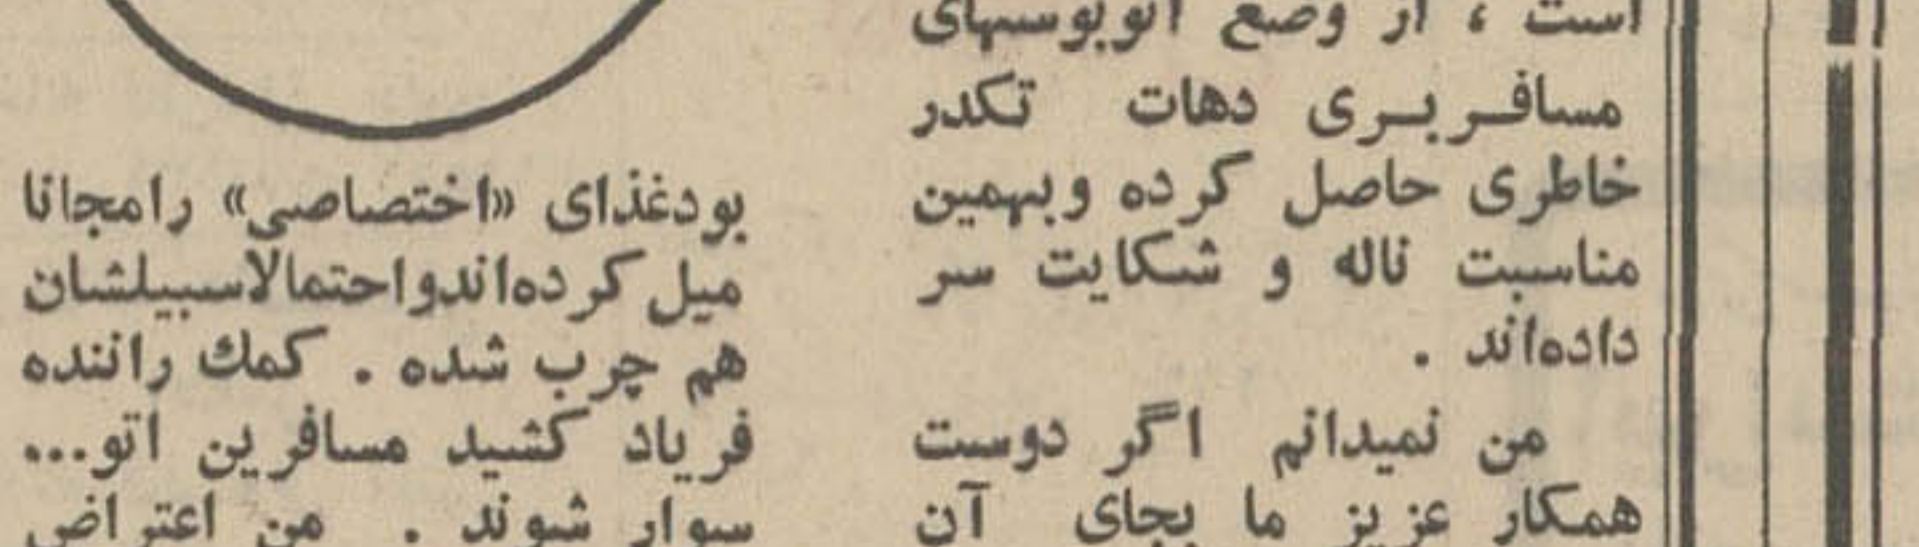 است ، از وضع اتوبوسهای
مسافربری دهات تکدر
خاطری حاصل کرده وبهمین
مناسبت ناله و شکایت سر
داده‌اند .
من نمیدانم اگر دوست
همکار عزیز ما بجای آن
بودغذای «اختصاصی» رامجانا
میل کرده‌اندواحتمالاسبیلشان
هم چرب شده . کمك راننده
فریاد کشید مسافرین اتو...
سوار شوند . من اعتراض